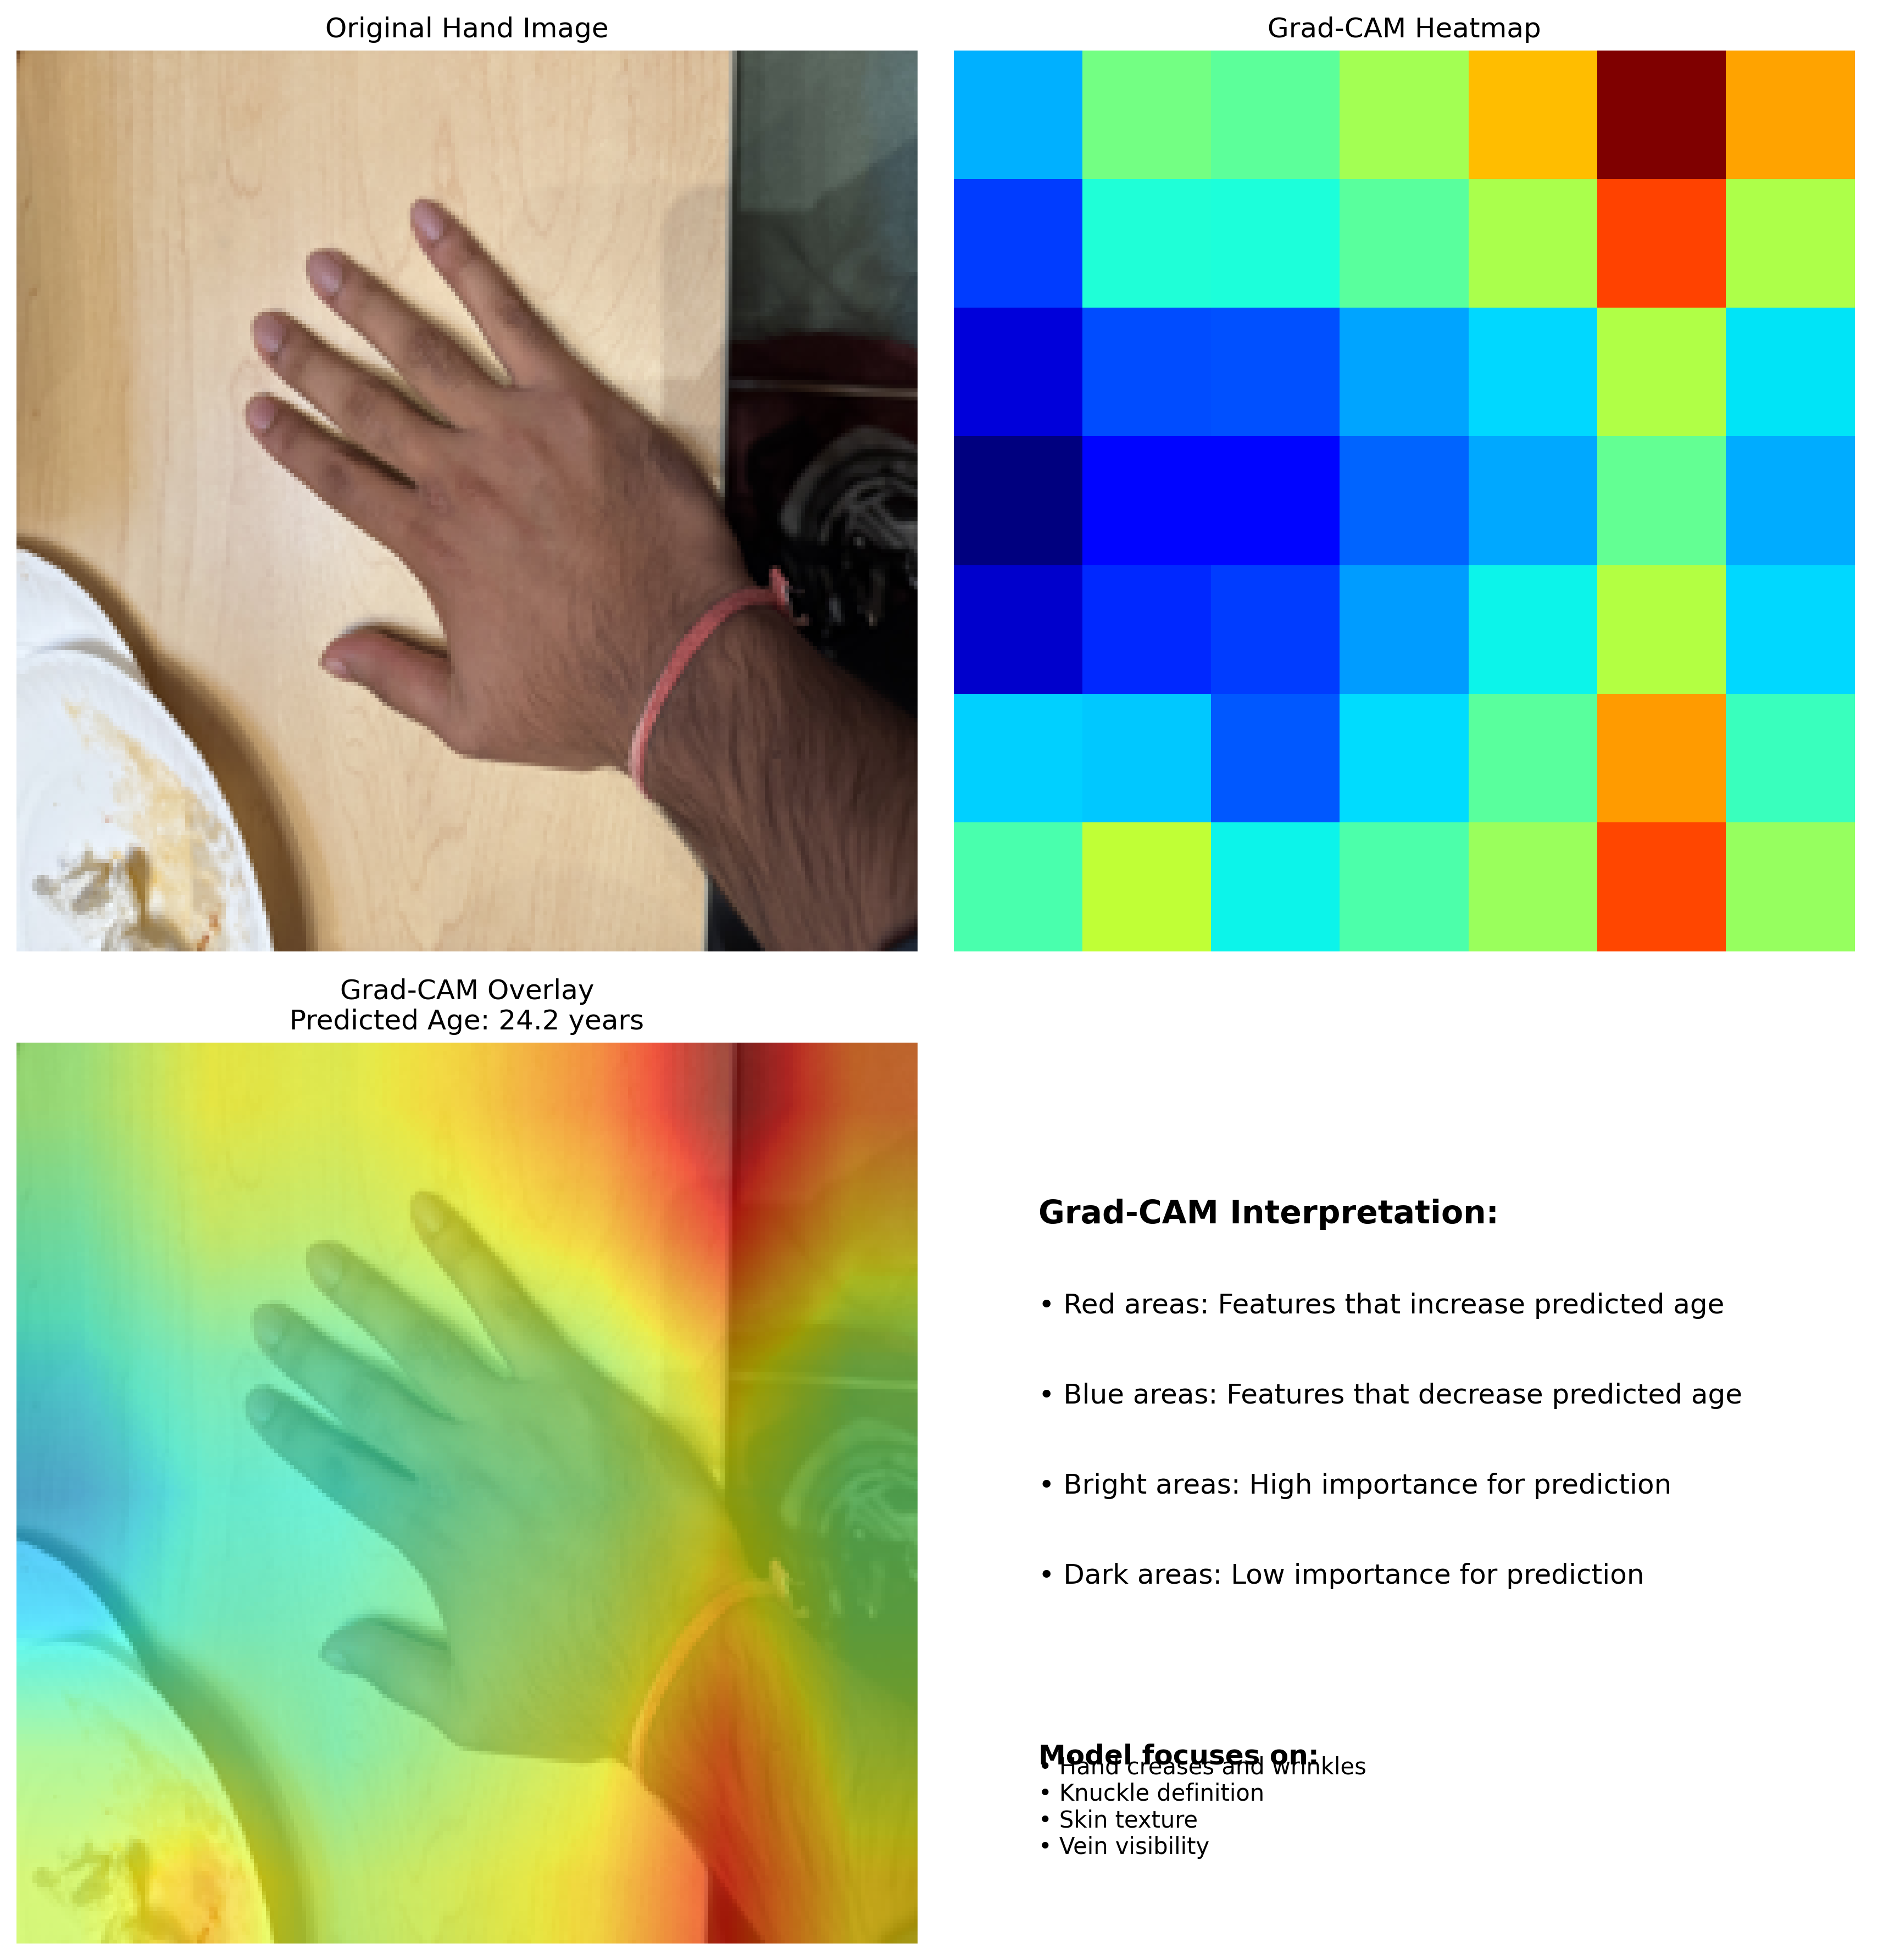 Original Hand Image
Grad-CAM Heatmap
Grad-CAM Overlay
Predicted Age: 24.2 years
Grad-CAM Interpretation:
• Red areas: Features that increase predicted age
• Blue areas: Features that decrease predicted age
• Bright areas: High importance for prediction
• Dark areas: Low importance for prediction
Model focuses on:
• Hand creases and wrinkles
• Knuckle definition
• Skin texture
• Vein visibility